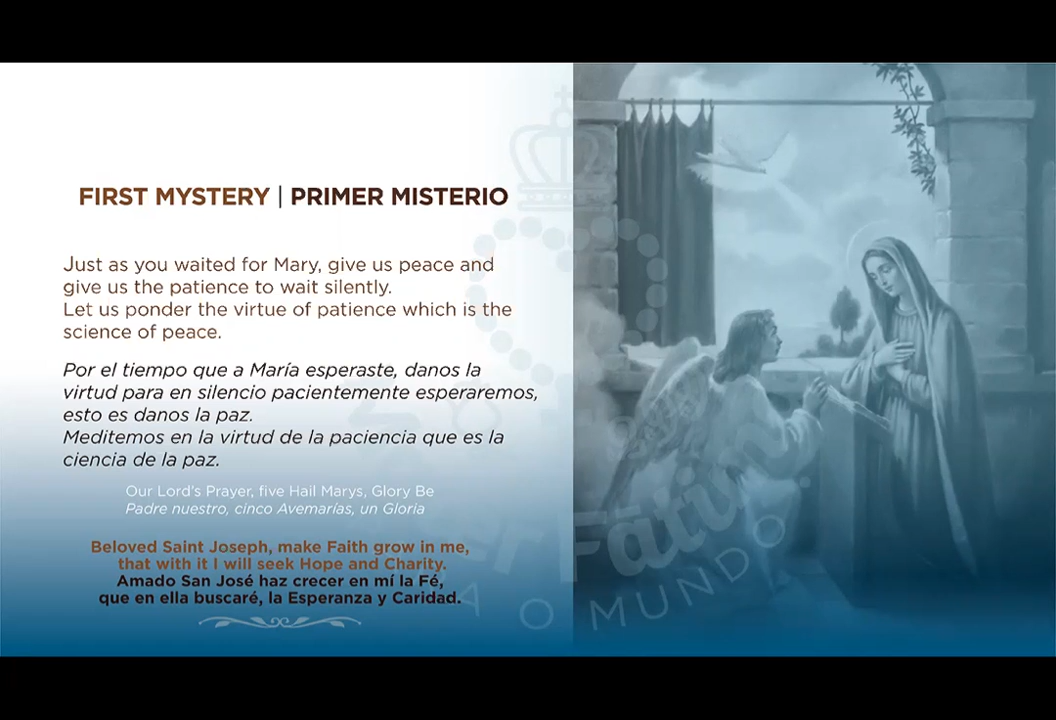 FIRST MYSTERY | PRIMER MISTERIO
Just as you waited for Mary, give us peace and
give us the patience to wait silently.
Let us ponder the virtue of patience which is the
science of peace.
Por el tiempo que a María esperaste, danos la
virtud para en silencio pacientemente esperaremos,
esto es danos la paz.
Meditemos en la virtud de la paciencia que es la
ciencia de la paz.
Our Lord's Prayer, five Hail Marys, Glory Be
Padre nuestro, cinco Avemarías, un Gloria
Beloved Saint Joseph, make Faith grow in me,
that with it I will seek Hope and Charity.
Amado San José haz crecer en mí la Fé,
que en ella buscaré, la Esperanza y Caridad.
O MUNDO